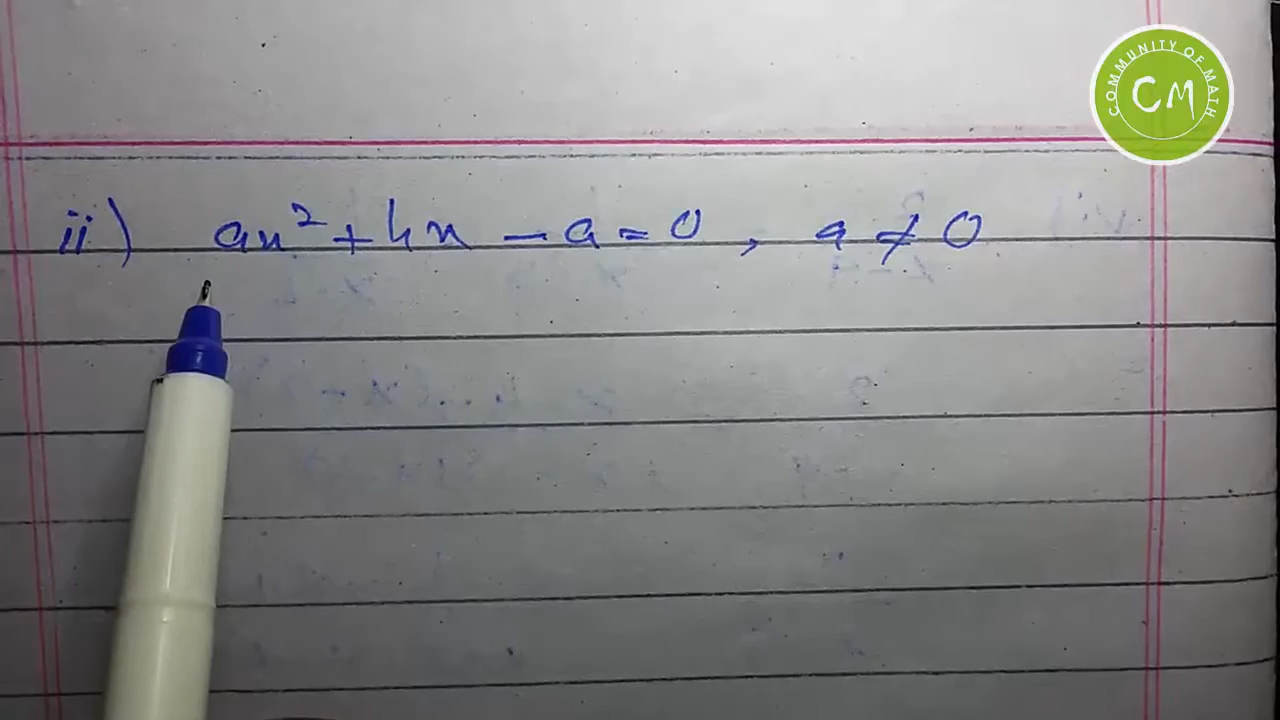 COMMUNITY OF MATH
CM
ii) ax² + 4x - a = 0 , a ≠ 0